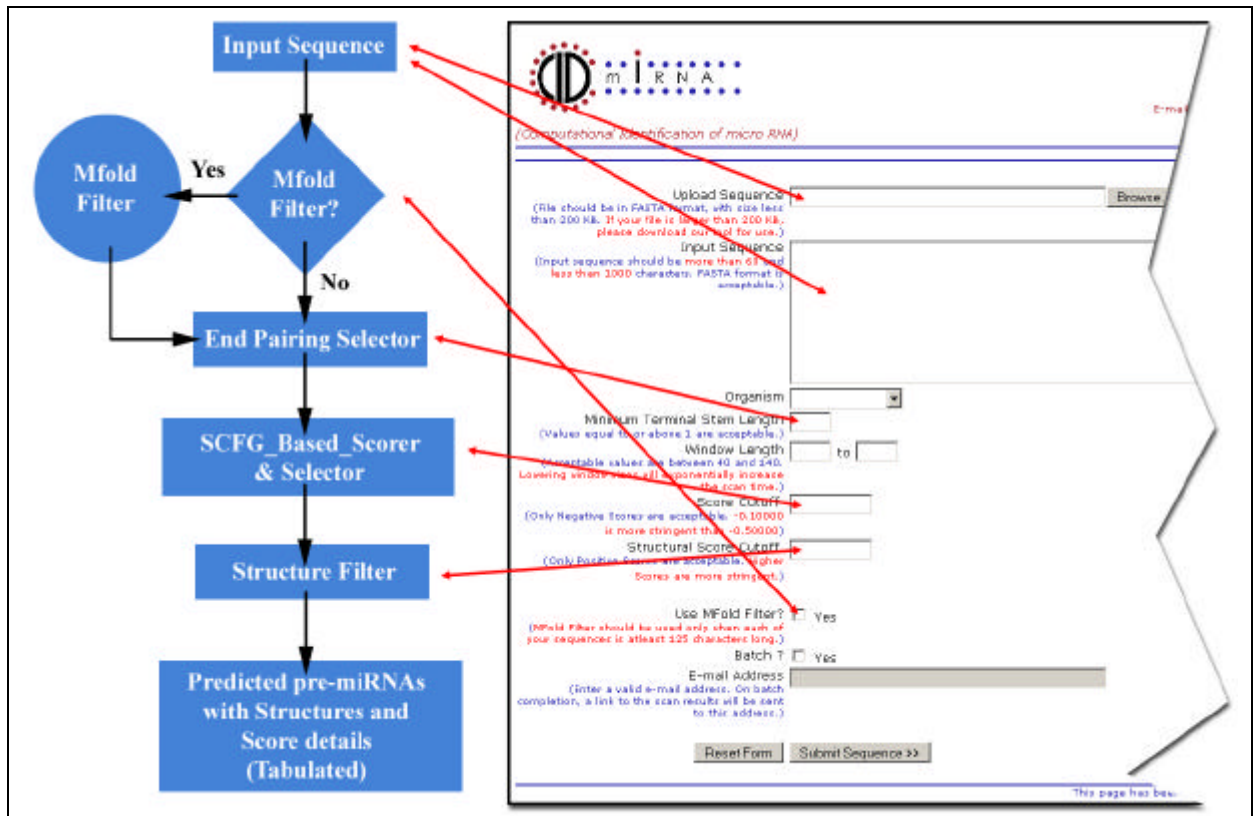 Input Sequence
Mfold
Filter
Yes
Mfold
Filter?
No
End Pairing Selector
SCFG_Based_Scorer
& Selector
Structure Filter
Predicted pre-miRNAs
with Structures and
Score details
(Tabulated)
CID
m i R N A
E-mail
(Computational Identification of micro RNA)
Upload Sequence
Browse
(File should be in FASTA format, with size less
than 200 KB. If your file is larger than 200 KB,
please download our tool for use.)
Input Sequence
(Input sequence should be more than 60 and
less than 1000 characters. FASTA format is
acceptable.)
Organism
Minimum Terminal Stem Length
(Values equal to or above 1 are acceptable.)
Window Length
to
(Acceptable values are between 40 and 140.
Lowering window sizes will exponentially increase
the scan time.)
Score Cutoff
(Only Negative Scores are acceptable. -0.10000
is more stringent than -0.50000)
Structural Score Cutoff
(Only Positive Scores are acceptable. Higher
Scores are more stringent.)
Use MFold Filter? Yes
(MFold Filter should be used only when each of
your sequences is atleast 125 characters long.)
Batch ? Yes
E-mail Address
(Enter a valid e-mail address. On batch
completion, a link to the scan results will be sent
to this address.)
Reset Form Submit Sequence >>
This page has bee